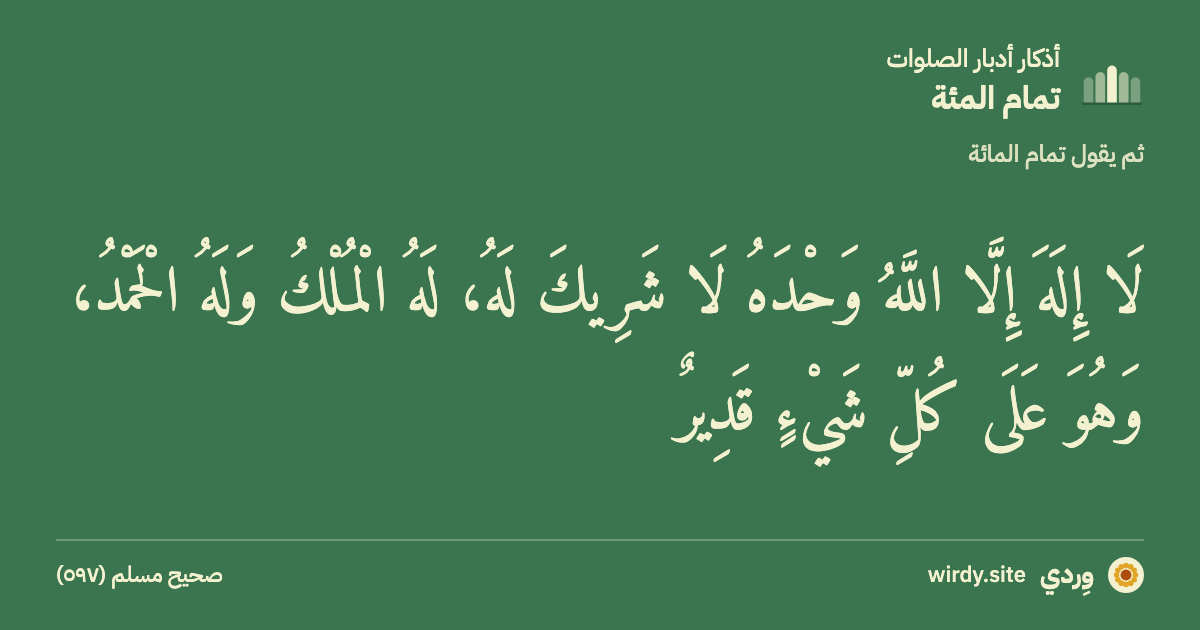 أذكار أدبار الصلوات
تمام المئة
ثم يقول تمام المائة
لَا إِلَهَ إِلَّا اللَّهُ وَحْدَهُ لَا شَرِيكَ لَهُ، لَهُ الْمُلْكُ وَلَهُ الْحَمْدُ،
وَهُوَ عَلَى كُلِّ شَيْءٍ قَدِيرٌ
وِردي wirdy.site
صحيح مسلم (٥٩٧)